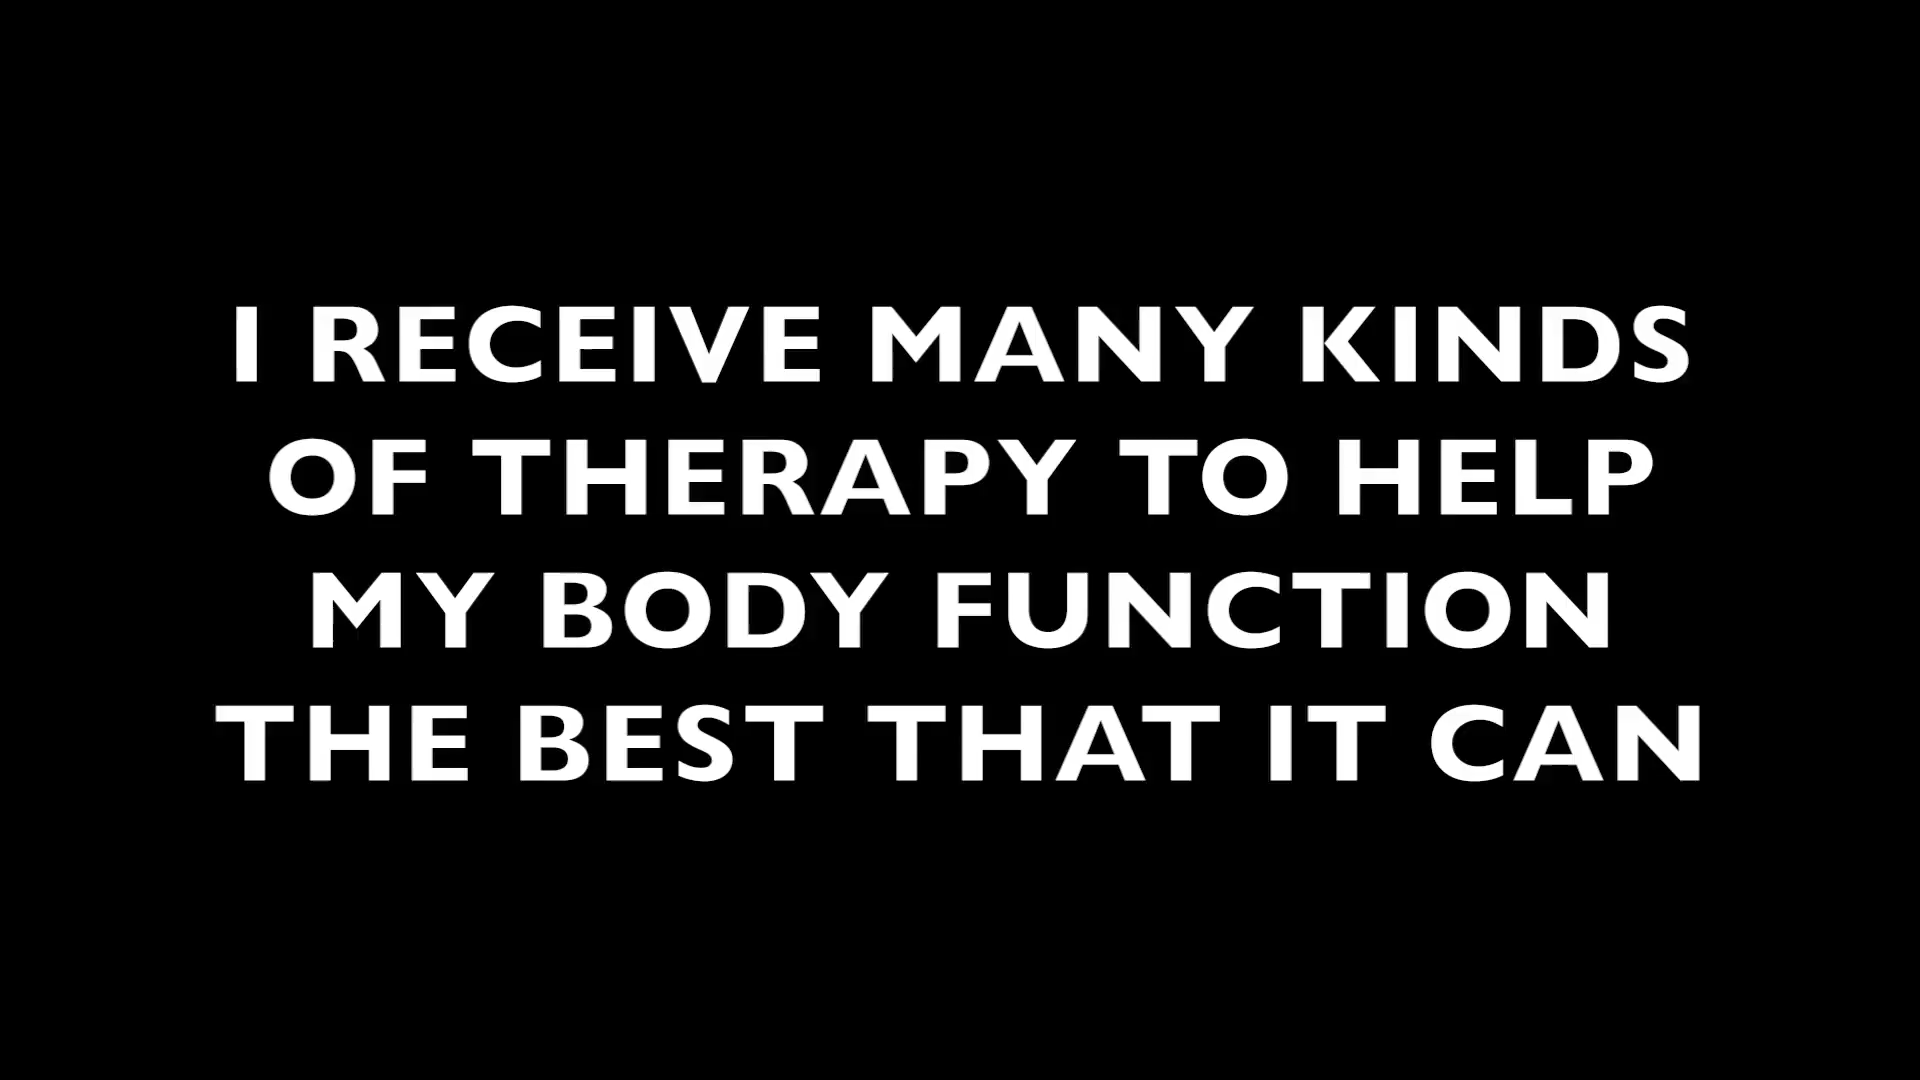 I RECEIVE MANY KINDS
OF THERAPY TO HELP
MY BODY FUNCTION
THE BEST THAT IT CAN